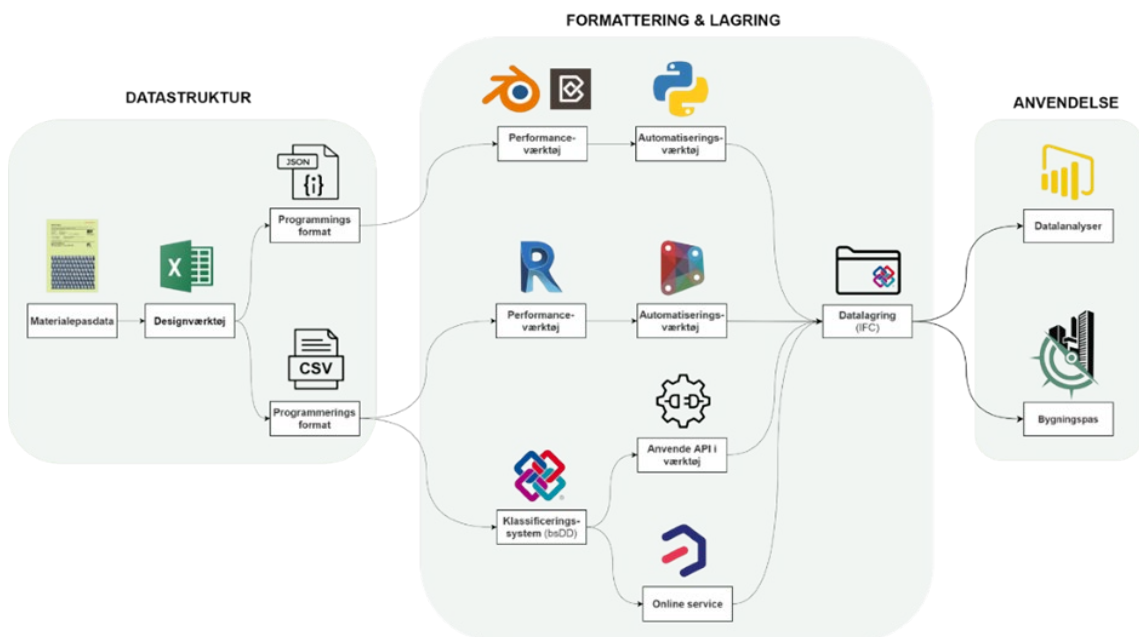 FORMATTERING & LAGRING
DATASTRUKTUR
ANVENDELSE
JSON
{i}
Programmings
format
Materialepasdata
X
Designværktøj
CSV
Programmerings
format
Performance-
værktøj
Automatiserings-
værktøj
R
Performance-
værktøj
Automatiserings-
værktøj
Anvende API i
værktøj
Klassificerings-
system (bsDD)
Online service
Datalagring
(IFC)
Datalanalyser
Bygningspas